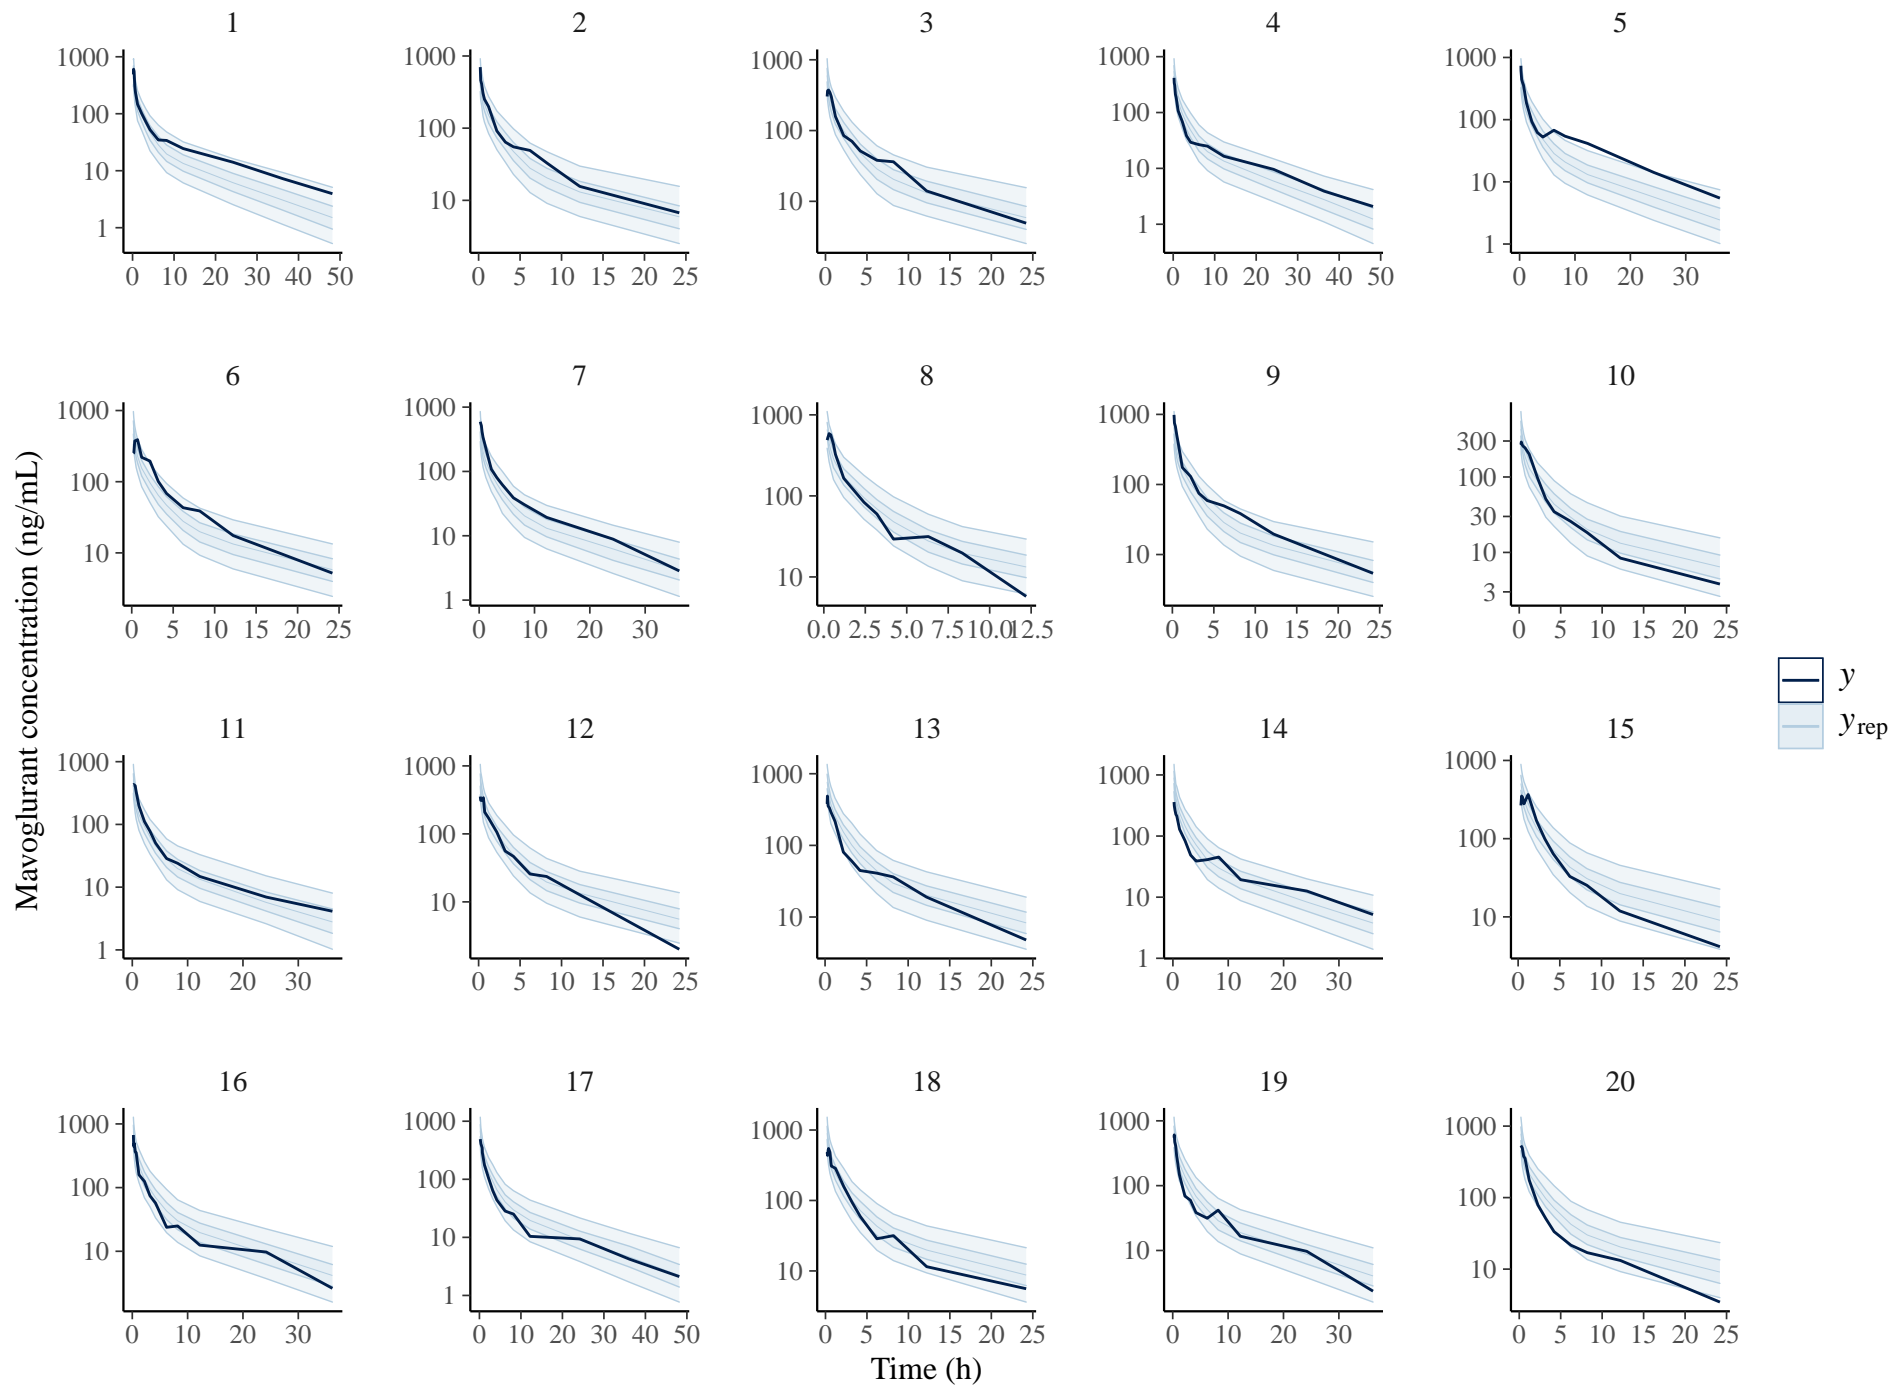 1 2 3 4 5
1000 1000 1000 1000 1000
100 100 100 100 100
10 10 10 10 10
1 1 1
0 10 20 30 40 50 0 5 10 15 20 25 0 5 10 15 20 25 0 10 20 30 40 50 0 10 20 30
6 7 8 9 10
1000 1000 1000 1000 300
100 100 100 100 100
10 10 10 10 30
1 10
3
0 5 10 15 20 25 0 10 20 30 0.0 2.5 5.0 7.5 10.0 12.5 0 5 10 15 20 25 0 5 10 15 20 25
Mavoglurant concentration (ng/mL)
y
yrep
11 12 13 14 15
1000 1000 1000 1000 1000
100 100 100 100 100
10 10 10 10 10
1 1
0 10 20 30 0 5 10 15 20 25 0 5 10 15 20 25 0 10 20 30 0 5 10 15 20 25
16 17 18 19 20
1000 1000 1000 1000 1000
100 100 100 100 100
10 10 10 10 10
1
0 10 20 30 0 10 20 30 40 50 0 5 10 15 20 25 0 10 20 30 0 5 10 15 20 25
Time (h)